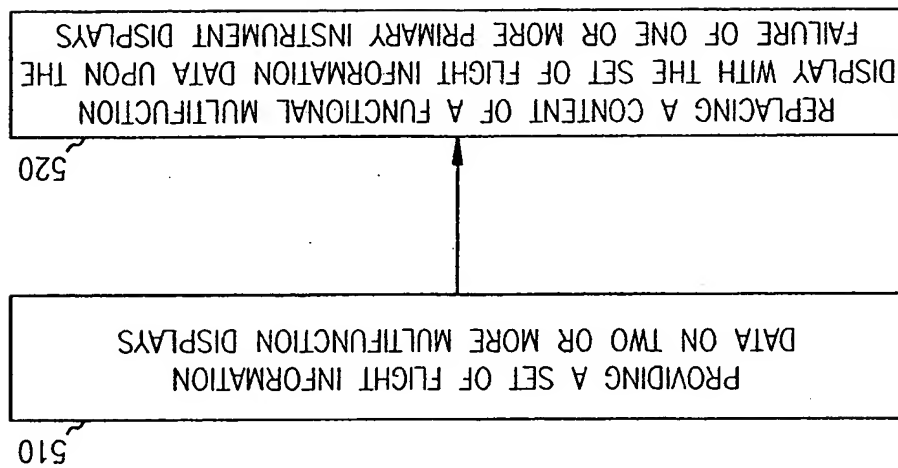 510
PROVIDING A SET OF FLIGHT INFORMATION
DATA ON TWO OR MORE MULTIFUNCTION DISPLAYS
520
REPLACING A CONTENT OF A FUNCTIONAL MULTIFUCTION
DISPLAY WITH THE SET OF FLIGHT INFORMATION DATA UPON THE
FAILURE OF ONE OR MORE PRIMARY INSTRUMENT DISPLAYS